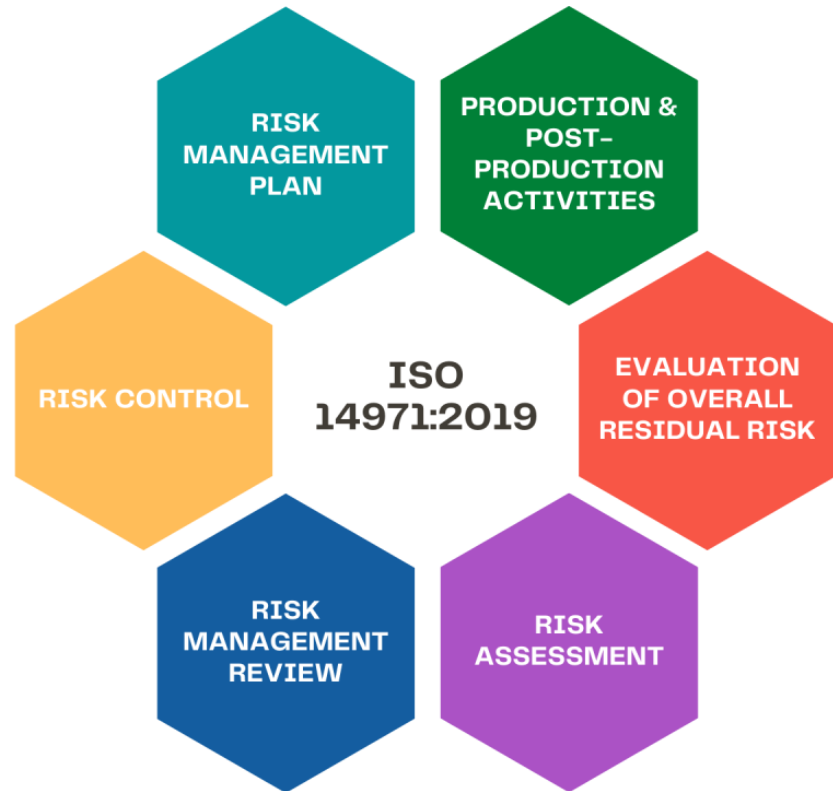 RISK
MANAGEMENT
PLAN
PRODUCTION &
POST-
PRODUCTION
ACTIVITIES
RISK CONTROL
ISO
14971:2019
EVALUATION
OF OVERALL
RESIDUAL RISK
RISK
MANAGEMENT
REVIEW
RISK
ASSESSMENT